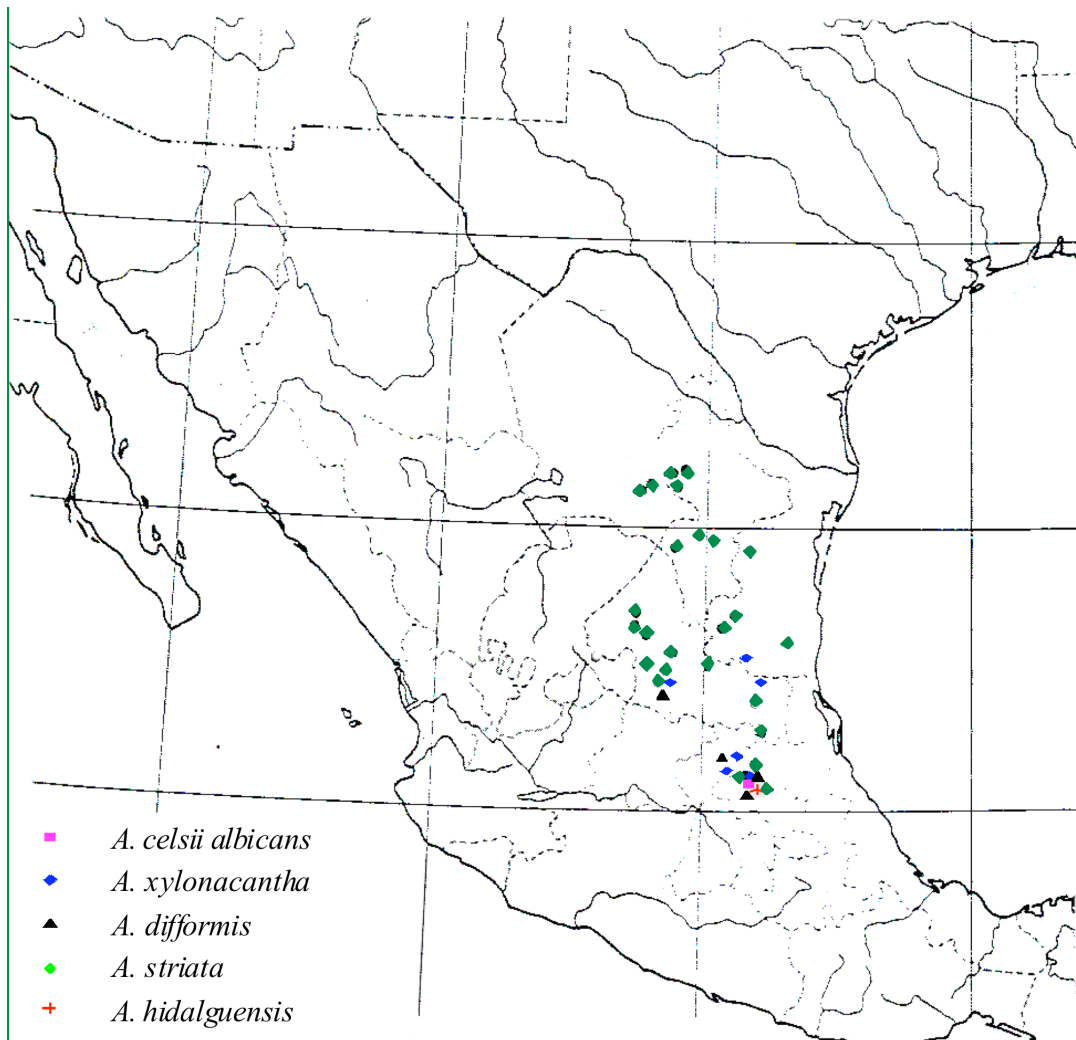 A. celsii albicans
A. xylonacantha
A. difformis
A. striata
A. hidalguensis